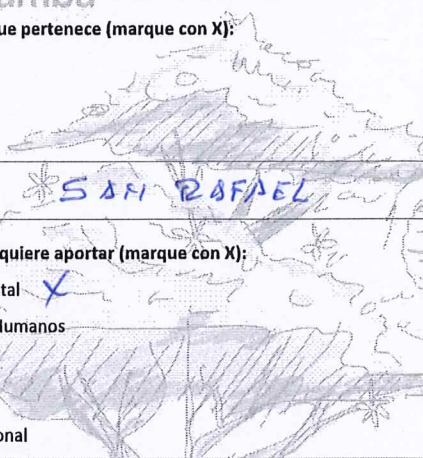 ue pertenece (marque con X):
SAN RAFAEL
quiere aportar (marque con X):
tal X
Humanos
onal